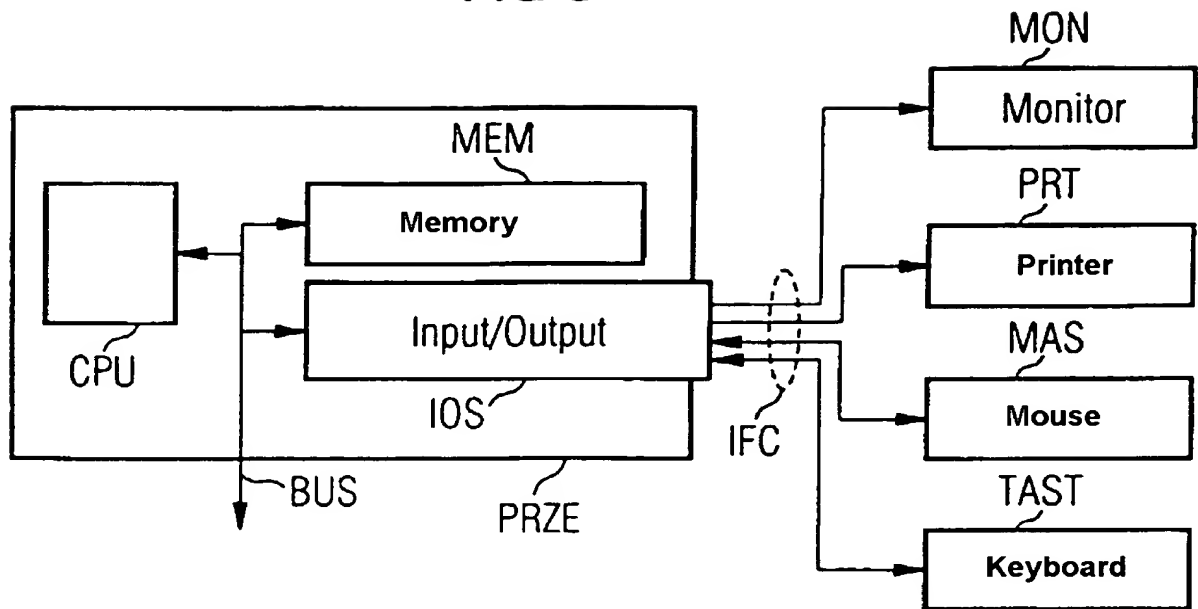 MON
Monitor
MEM
Memory
PRT
Printer
Input/Output
CPU
IOS
IFC
MAS
Mouse
BUS
PRZE
TAST
Keyboard